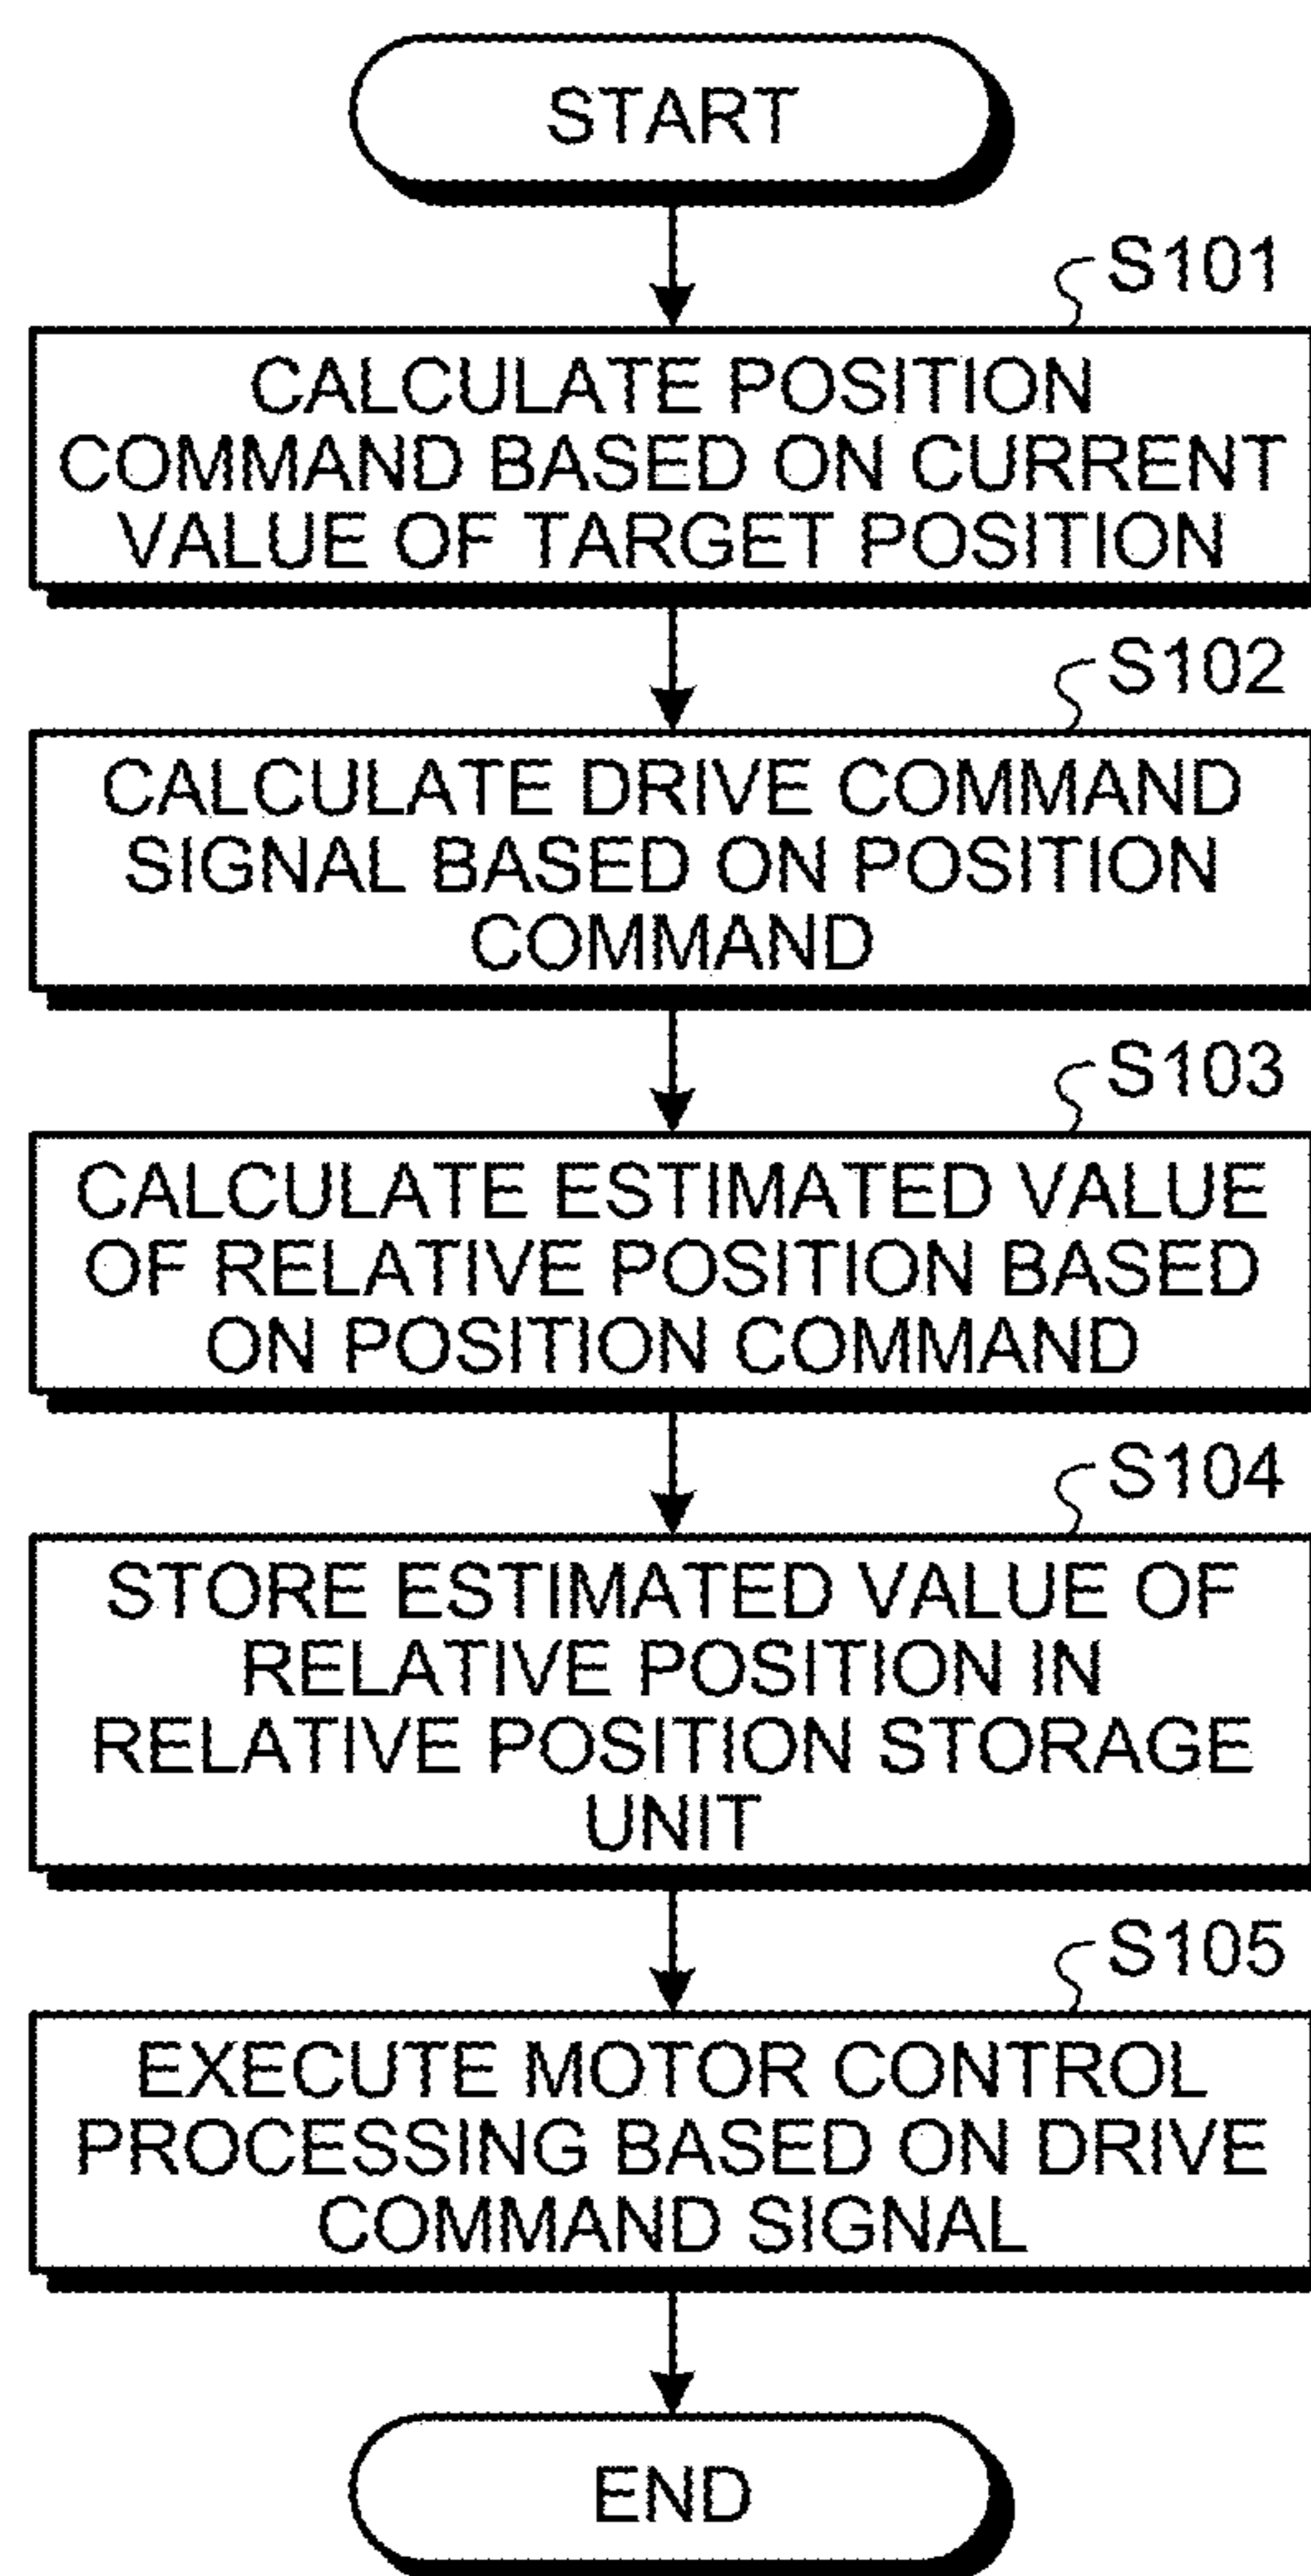 START
S101
CALCULATE POSITION
COMMAND BASED ON CURRENT
VALUE OF TARGET POSITION
S102
CALCULATE DRIVE COMMAND
SIGNAL BASED ON POSITION
COMMAND
S103
CALCULATE ESTIMATED VALUE
OF RELATIVE POSITION BASED
ON POSITION COMMAND
S104
STORE ESTIMATED VALUE OF
RELATIVE POSITION IN
RELATIVE POSITION STORAGE
UNIT
S105
EXECUTE MOTOR CONTROL
PROCESSING BASED ON DRIVE
COMMAND SIGNAL
END